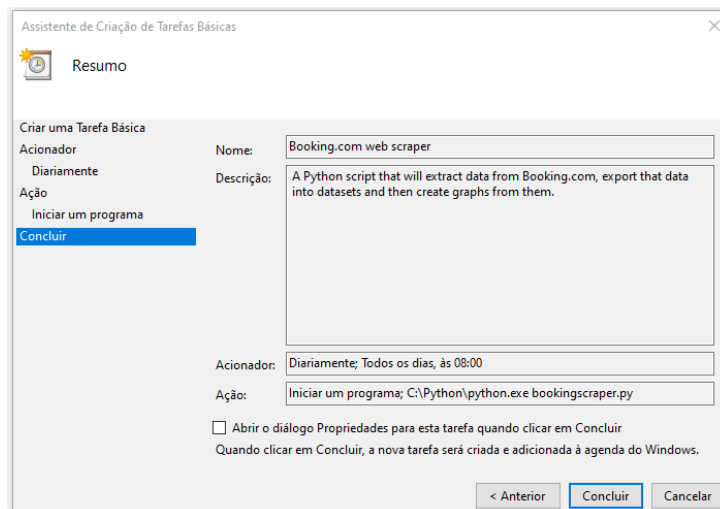 Assistente de Criação de Tarefas Básicas
Resumo
Criar uma Tarefa Básica
Acionador
Diariamente
Ação
Iniciar um programa
Concluir
Nome:
Booking.com web scraper
Descrição:
A Python script that will extract data from Booking.com, export that data
into datasets and then create graphs from them.
Acionador:
Diariamente; Todos os dias, às 08:00
Ação:
Iniciar um programa; C:\Python\python.exe bookingscraper.py
Abrir o diálogo Propriedades para esta tarefa quando clicar em Concluir
Quando clicar em Concluir, a nova tarefa será criada e adicionada à agenda do Windows.
< Anterior
Concluir
Cancelar